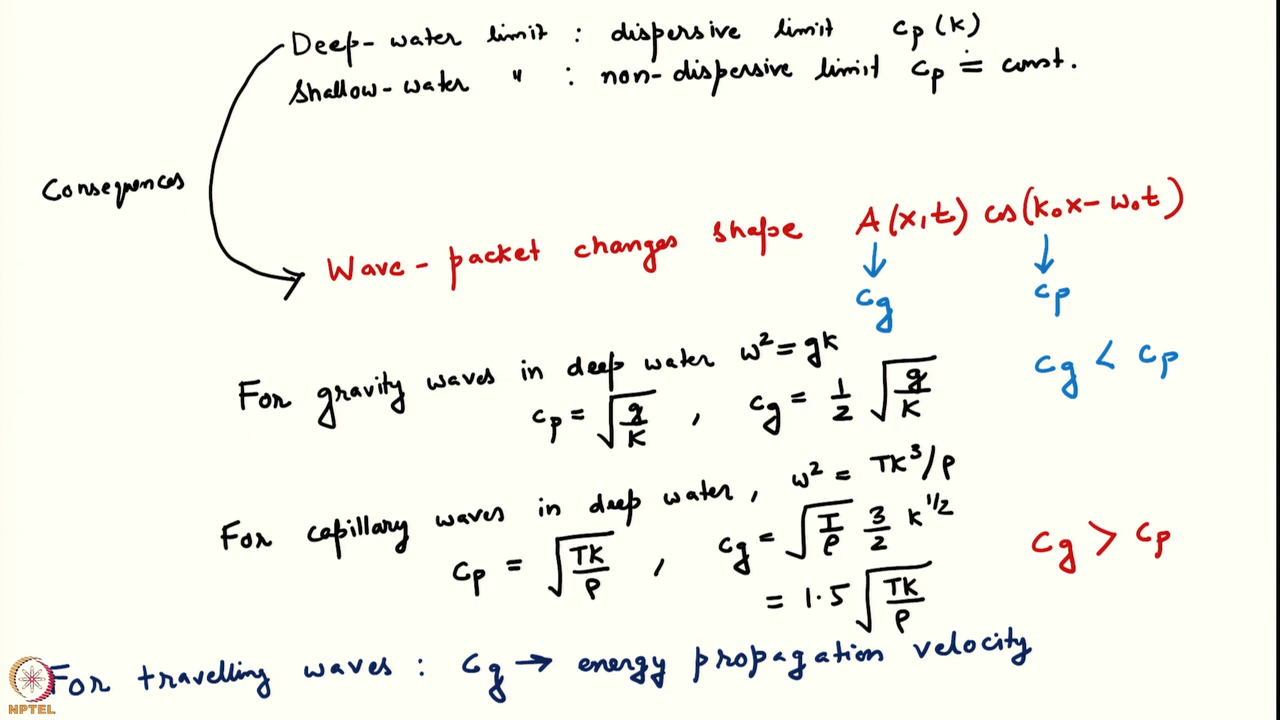 Deep-water limit : dispersive limit cp(k)
Shallow-water " : non-dispersive limit cp ≐ const.
Consequences
Wave-packet changes shape A(x,t) cos(k₀x - ω₀t)
↓ ↓
cg cp
For gravity waves in deep water ω² = gk
cp = √(g/k) , cg = 1/2 √(g/k) cg < cp
For capillary waves in deep water, ω² = Tk³/ρ
cp = √(Tk/ρ) , cg = √(T/ρ) 3/2 k^1/2 cg > cp
= 1.5 √(Tk/ρ)
For travelling waves : cg → energy propagation velocity
NPTEL